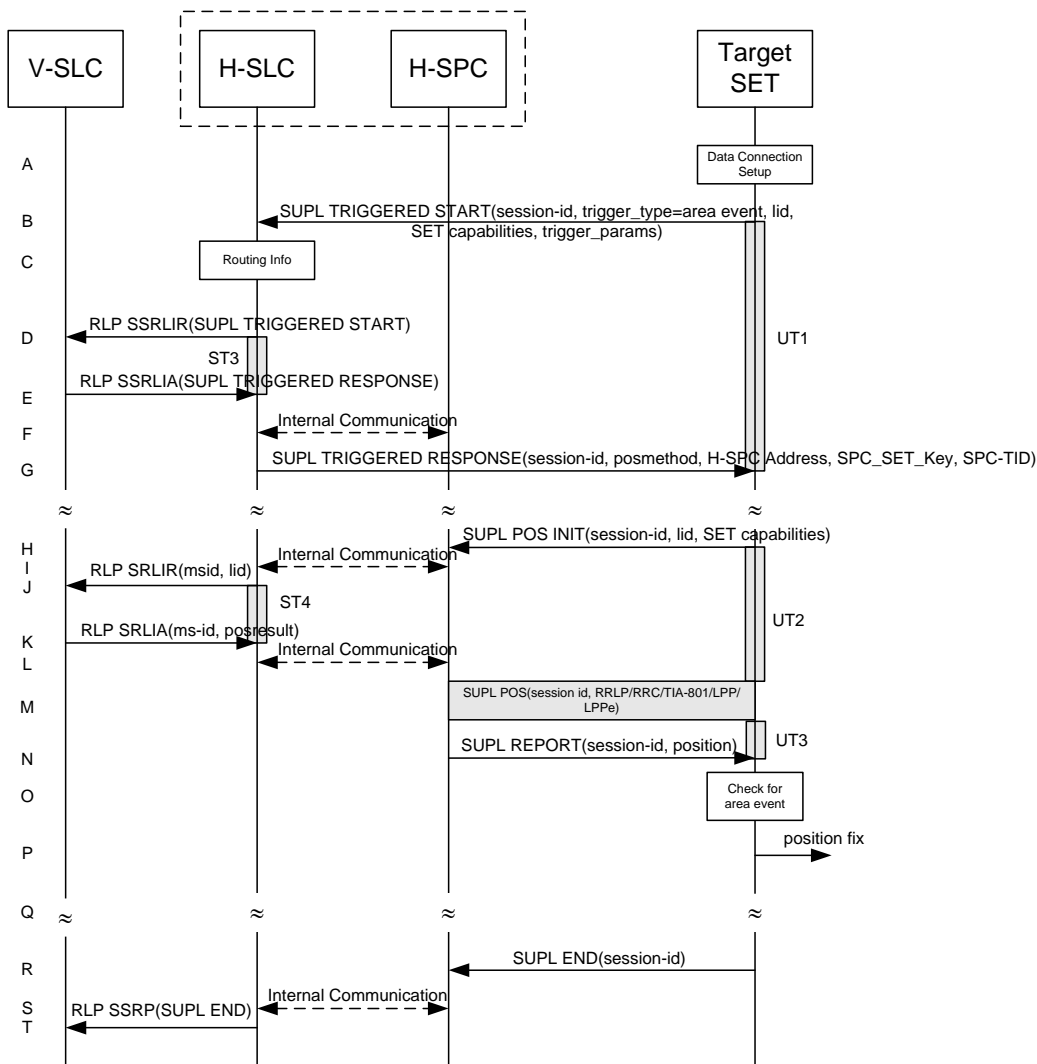 V-SLC
H-SLC
H-SPC
Target
SET
A
Data Connection
Setup
B
SUPL TRIGGERED START(session-id, trigger_type=area event, lid,
SET capabilities, trigger_params)
C
Routing Info
D
RLP SSRLIR(SUPL TRIGGERED START)
ST3
UT1
E
RLP SSRLIA(SUPL TRIGGERED RESPONSE)
F
Internal Communication
G
SUPL TRIGGERED RESPONSE(session-id, posmethod, H-SPC Address, SPC_SET_Key, SPC-TID)
≈ ≈ ≈ ≈
H
SUPL POS INIT(session-id, lid, SET capabilities)
I
Internal Communication
J
RLP SRLIR(msid, lid)
ST4
UT2
K
RLP SRLIA(ms-id, posresult)
L
Internal Communication
M
SUPL POS(session id, RRLP/RRC/TIA-801/LPP/
LPPe)
N
SUPL REPORT(session-id, position)
UT3
O
Check for
area event
P
position fix
Q
≈ ≈ ≈ ≈
R
SUPL END(session-id)
S
Internal Communication
T
RLP SSRP(SUPL END)